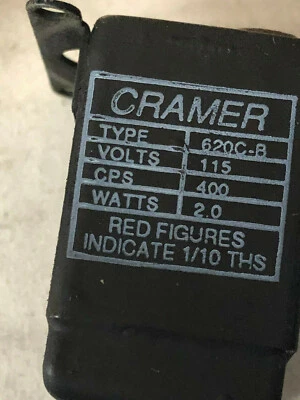 CRAMER
TYPE 620C-B
VOLTS 115
CPS 400
WATTS 2.0
RED FIGURES
INDICATE 1/10 THS